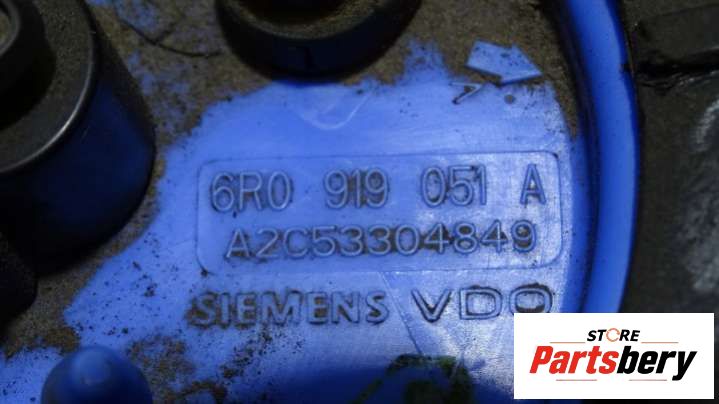 6R0 919 051 A
A2C53304849
SIEMENS VDO
STORE
Partsbery